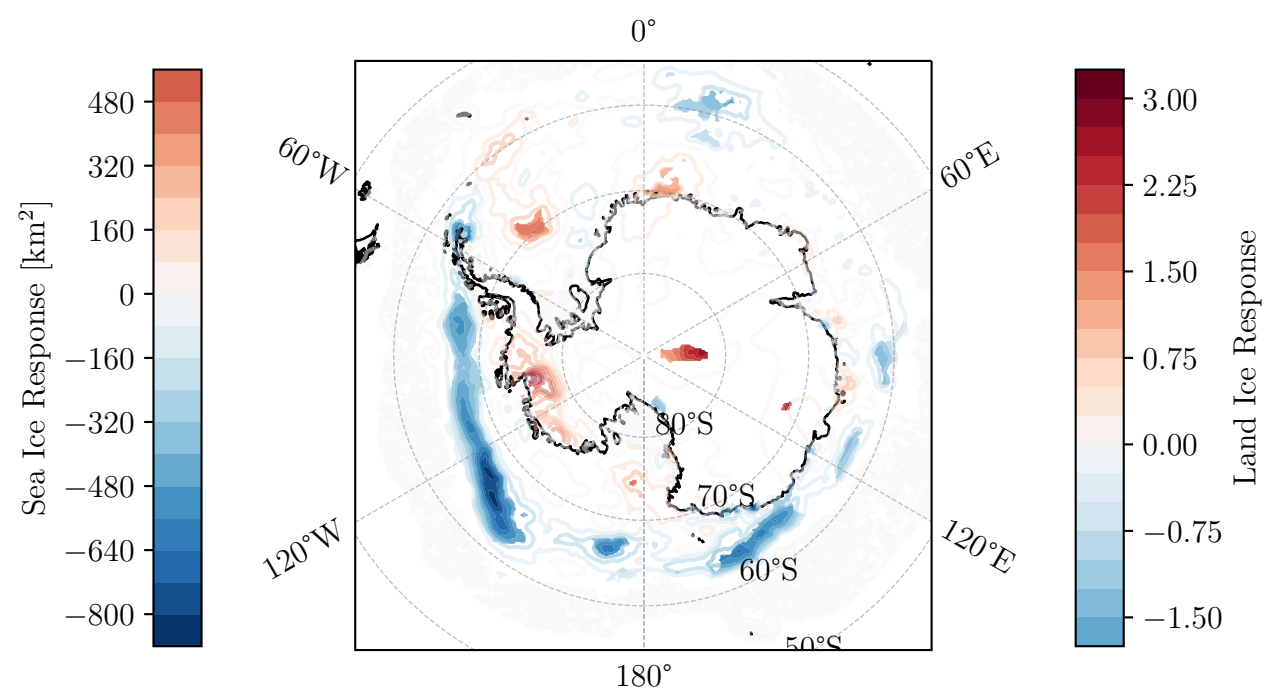 0°
60°W
60°E
120°W
120°E
180°
80°S
70°S
60°S
50°S
Sea Ice Response [km²]
480
320
160
0
−160
−320
−480
−640
−800
Land Ice Response
3.00
2.25
1.50
0.75
0.00
−0.75
−1.50